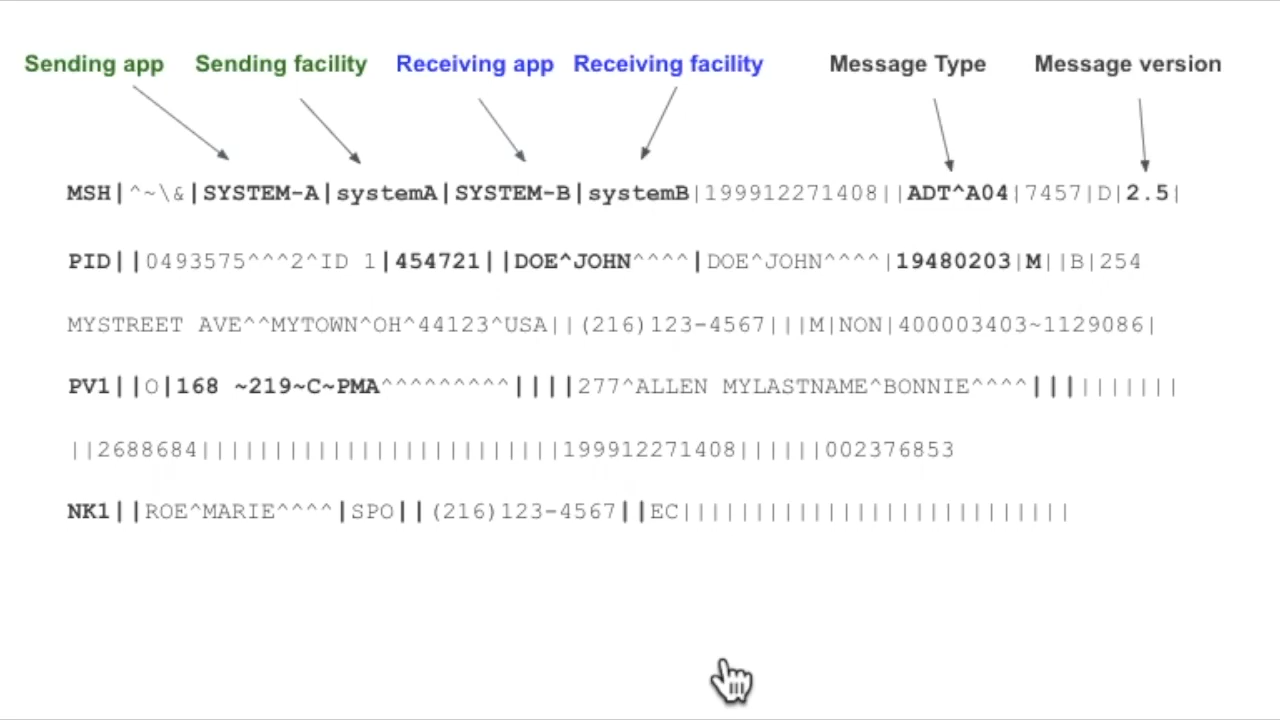 Sending app Sending facility Receiving app Receiving facility Message Type Message version
MSH|^~\&|SYSTEM-A|systemA|SYSTEM-B|systemB|199912271408||ADT^A04|7457|D|2.5|
PID||0493575^^^2^ID 1|454721||DOE^JOHN^^^^|DOE^JOHN^^^^|19480203|M||B|254
MYSTREET AVE^^MYTOWN^OH^44123^USA||(216)123-4567|||M|NON|400003403~1129086|
PV1||O|168 ~219~C~PMA^^^^^^^^^||||277^ALLEN MYLASTNAME^BONNIE^^^^||||||||||
||2688684|||||||||||||||||||||||||199912271408||||||002376853
NK1||ROE^MARIE^^^^|SPO||(216)123-4567||EC|||||||||||||||||||||||||||